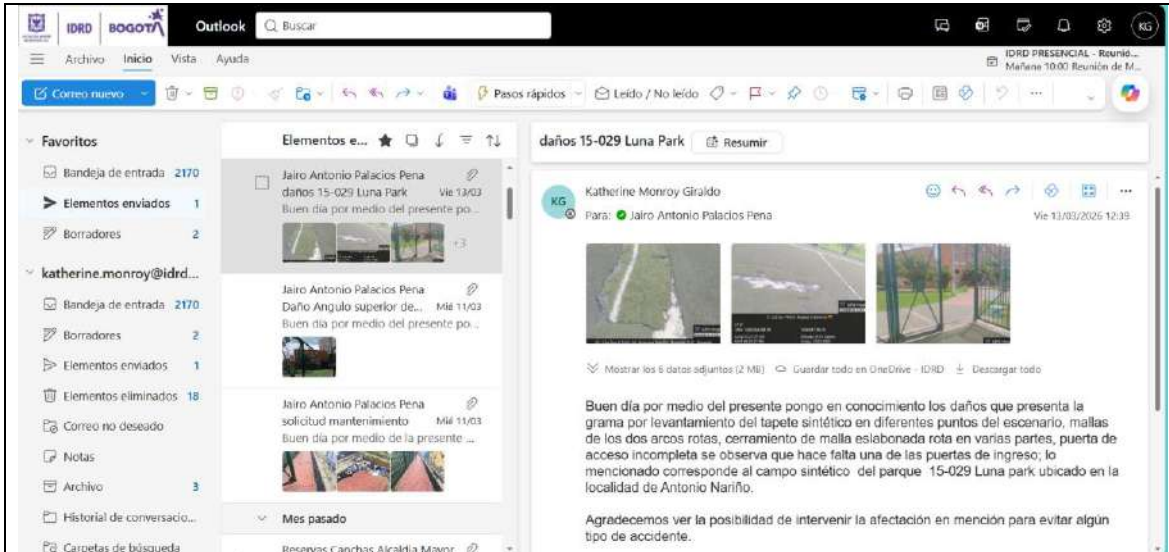 IDRD BOGOTÁ Outlook Buscar KG
Archivo Inicio Vista Ayuda
IDRD PRESENCIAL - Reunió...
Mañana 10:00 Reunión de M...
Correo nuevo Pasos rápidos Leído / No leído
Favoritos
Bandeja de entrada 2170
Elementos enviados 1
Borradores 2
katherine.monroy@idrd...
Bandeja de entrada 2170
Borradores 2
Elementos enviados 1
Elementos eliminados 18
Correo no deseado
Notas
Archivo 3
Historial de conversacio...
Carpetas de búsqueda
Elementos e...
Jairo Antonio Palacios Pena
daños 15-029 Luna Park Vie 13/03
Buen día por medio del presente po...
+3
Jairo Antonio Palacios Pena
Daño Angulo superior de... Mié 11/03
Buen día por medio del presente po...
Jairo Antonio Palacios Pena
solicitud mantenimiento Mié 11/03
Buen día por medio de la presente ...
Mes pasado
Reservas Canchas Alcaldia Mayor
daños 15-029 Luna Park Resumir
KG Katherine Monroy Giraldo
Para: Jairo Antonio Palacios Pena
Vie 13/03/2026 12:39
Mostrar los 6 datos adjuntos (2 MB) Guardar todo en OneDrive - IDRD Descargar todo
Buen día por medio del presente pongo en conocimiento los daños que presenta la
grama por levantamiento del tapete sintético en diferentes puntos del escenario, mallas
de los dos arcos rotas, cerramiento de malla eslabonada rota en varias partes, puerta de
acceso incompleta se observa que hace falta una de las puertas de ingreso; lo
mencionado corresponde al campo sintético del parque 15-029 Luna park ubicado en la
localidad de Antonio Nariño.
Agradecemos ver la posibilidad de intervenir la afectación en mención para evitar algún
tipo de accidente.